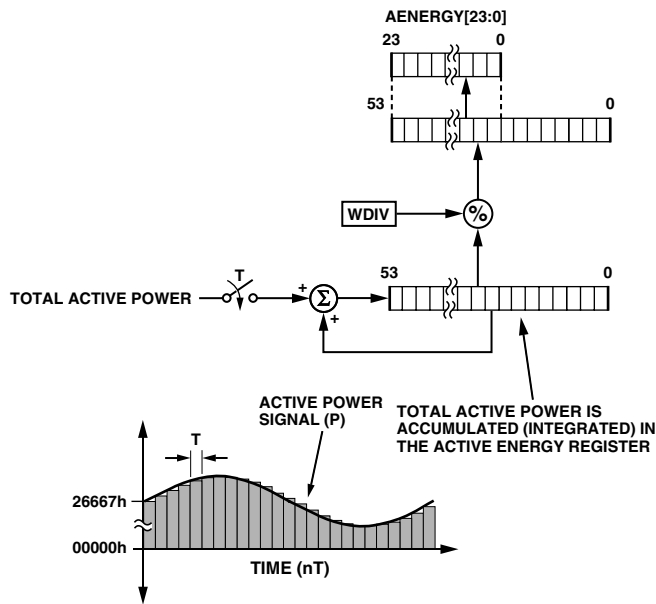 AENERGY[23:0]
23 0
53 0
WDIV
%
53 0
TOTAL ACTIVE POWER
T
+
Σ
+
TOTAL ACTIVE POWER IS
ACCUMULATED (INTEGRATED) IN
THE ACTIVE ENERGY REGISTER
ACTIVE POWER
SIGNAL (P)
T
26667h
00000h
TIME (nT)